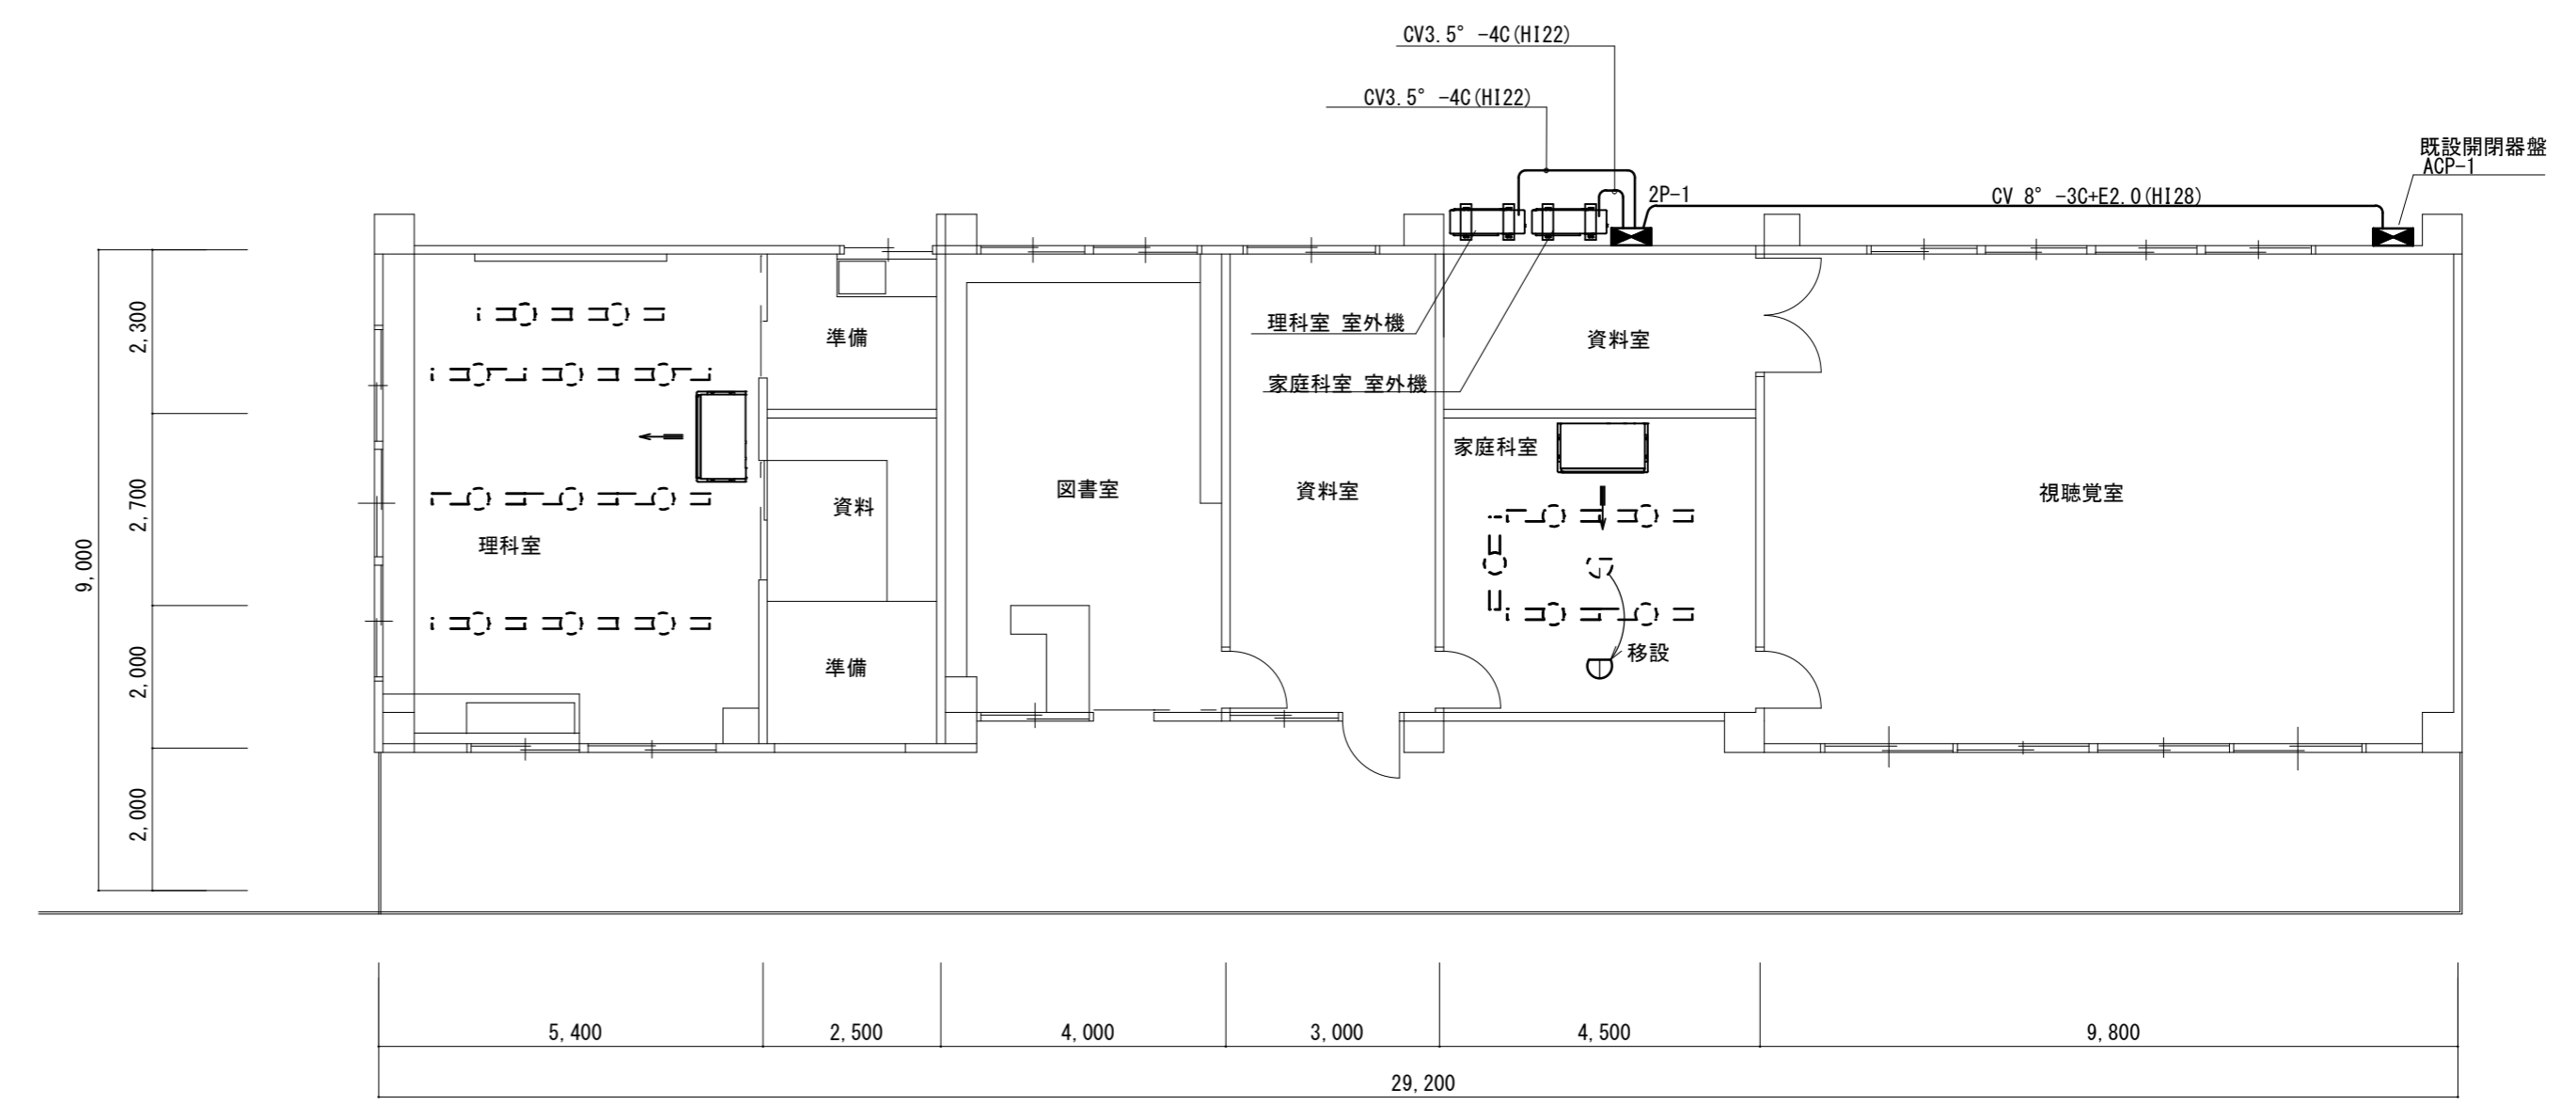 CV3.5°-4C(HI22)
CV3.5°-4C(HI22)
既設開閉器盤
ACP-1
2P-1
CV 8°-3C+E2.0(HI28)
理科室 室外機
家庭科室 室外機
準備
資料室
家庭科室
資料
図書室
資料室
視聴覚室
理科室
準備
移設
2,300
2,700
9,000
2,000
2,000
5,400
2,500
4,000
3,000
4,500
9,800
29,200